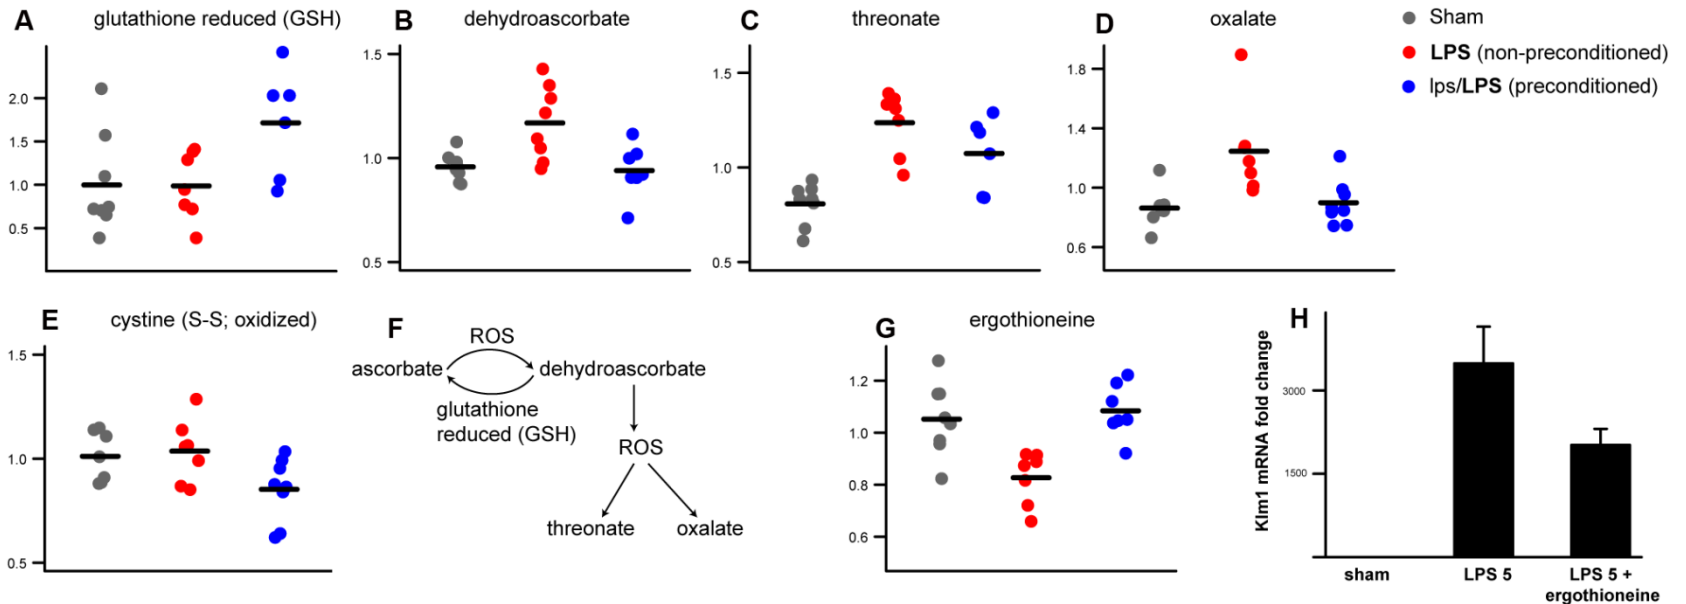 A glutathione reduced (GSH)
2.0
1.5
1.0
0.5
B dehydroascorbate
1.5
1.0
0.5
C threonate
1.5
1.0
0.5
D oxalate
1.8
1.4
1.0
0.6
Sham
LPS (non-preconditioned)
lps/LPS (preconditioned)
E cystine (S-S; oxidized)
1.5
1.0
0.5
F
ROS
ascorbate dehydroascorbate
glutathione
reduced (GSH)
ROS
threonate oxalate
G ergothioneine
1.2
1.0
0.8
0.6
H
KIm1 mRNA fold change
3000
1500
sham LPS 5 LPS 5 +
ergothioneine